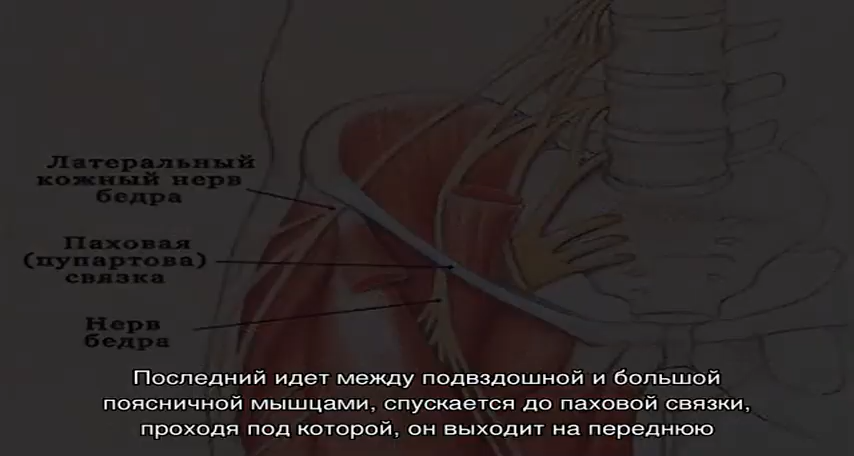 Латеральный
кожный нерв
бедра
Паховая
(пупартова)
связка
Нерв
бедра
Последний идет между подвздошной и большой
поясничной мышцами, спускается до паховой связки,
проходя под которой, он выходит на переднюю